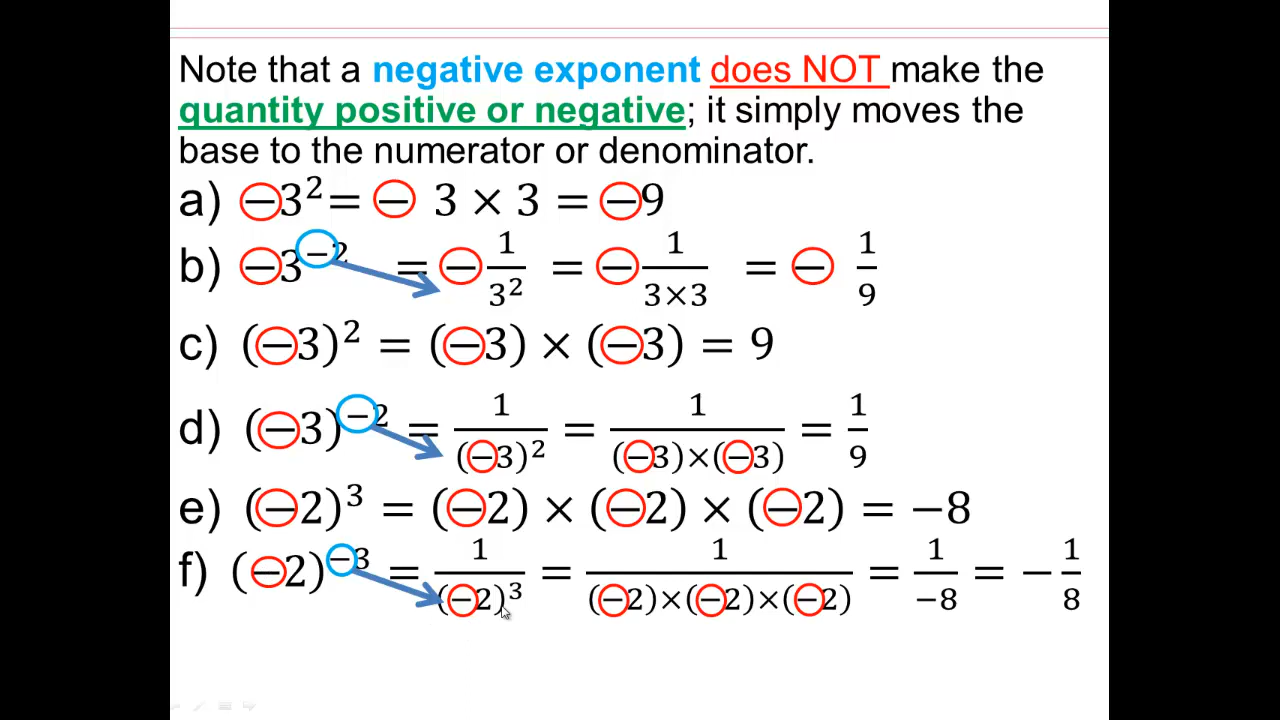 Note that a negative exponent does NOT make the
quantity positive or negative; it simply moves the
base to the numerator or denominator.
a) −3² = − 3 × 3 = −9
b) −3⁻² = − 1/3² = − 1/(3×3) = − 1/9
c) (−3)² = (−3) × (−3) = 9
d) (−3)⁻² = 1/(−3)² = 1/((−3)×(−3)) = 1/9
e) (−2)³ = (−2) × (−2) × (−2) = −8
f) (−2)⁻³ = 1/(−2)³ = 1/((−2)×(−2)×(−2)) = 1/−8 = − 1/8